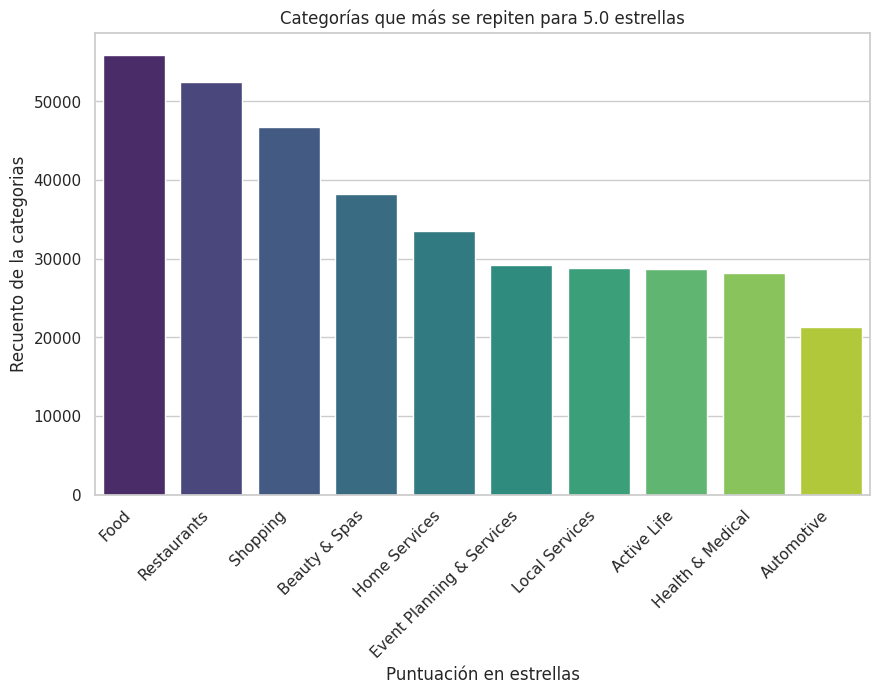 Categorías que más se repiten para 5.0 estrellas
Recuento de la categorias
50000
40000
30000
20000
10000
0
Food
Restaurants
Shopping
Beauty & Spas
Home Services
Event Planning & Services
Local Services
Active Life
Health & Medical
Automotive
Puntuación en estrellas